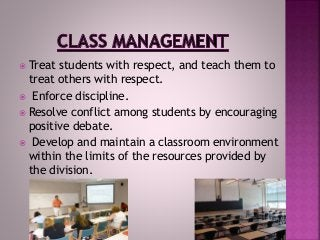 CLASS MANAGEMENT
Treat students with respect, and teach them to
treat others with respect.
Enforce discipline.
Resolve conflict among students by encouraging
positive debate.
Develop and maintain a classroom environment
within the limits of the resources provided by
the division.